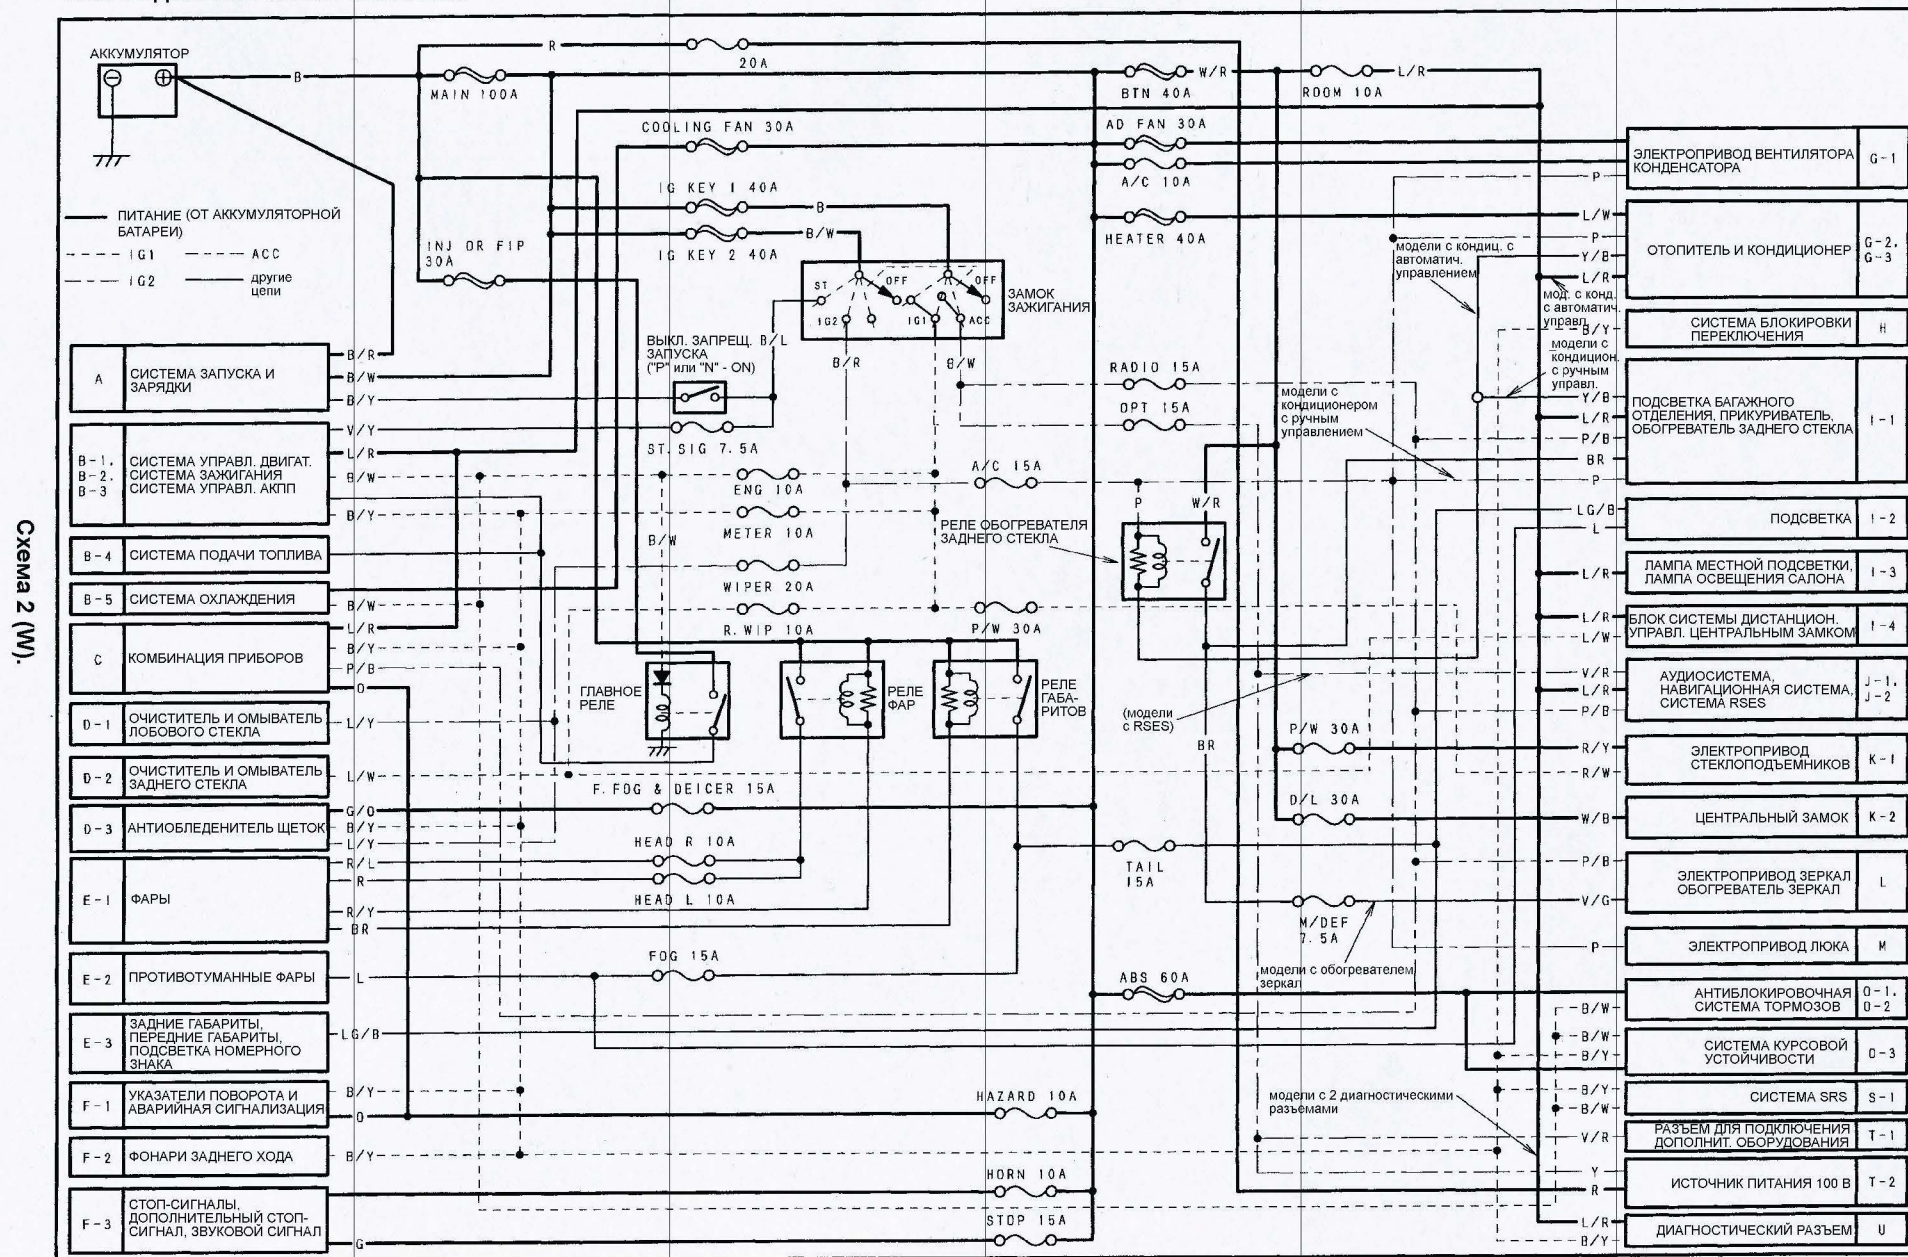 АККУМУЛЯТОР
B
R
20A
MAIN 100A
BTN 40A
W/R
ROOM 10A
L/R
COOLING FAN 30A
AD FAN 30A
A/C 10A
IG KEY 1 40A
B
B/W
IG KEY 2 40A
HEATER 40A
INJ OR FIP
30A
ПИТАНИЕ (ОТ АККУМУЛЯТОРНОЙ
БАТАРЕИ)
IG1
ACC
IG2
другие
цепи
ST
OFF
OFF
IG2
IG1
ACC
ЗАМОК
ЗАЖИГАНИЯ
ВЫКЛ. ЗАПРЕЩ.
ЗАПУСКА
("P" или "N" - ON)
B/L
B/R
B/W
ST. SIG 7.5A
RADIO 15A
OPT 15A
A/C 15A
ENG 10A
METER 10A
B/W
WIPER 20A
R.WIP 10A
P/W 30A
РЕЛЕ ОБОГРЕВАТЕЛЯ
ЗАДНЕГО СТЕКЛА
P
W/R
ГЛАВНОЕ
РЕЛЕ
РЕЛЕ
ФАР
РЕЛЕ
ГАБА-
РИТОВ
(модели
с RSES)
BR
P/W 30A
D/L 30A
F.FOG & DEICER 15A
HEAD R 10A
HEAD L 10A
TAIL
15A
M/DEF
7.5A
FOG 15A
ABS 60A
модели с обогревателем
зеркал
HAZARD 10A
HORN 10A
STOP 15A
модели с 2 диагностическими
разъемами
модели с кондиц. с
автоматич.
управлением
мод. с конд.
с автоматич.
управл.
модели с
кондицион.
с ручным
управл.
модели с
кондиционером
с ручным
управлением
Схема 2 (W).
A
СИСТЕМА ЗАПУСКА И
ЗАРЯДКИ
B/R
B/W
B/Y
B-1,
B-2,
B-3
СИСТЕМА УПРАВЛ. ДВИГАТ.
СИСТЕМА ЗАЖИГАНИЯ
СИСТЕМА УПРАВЛ. АКПП
V/Y
L/R
B/W
B/Y
B-4
СИСТЕМА ПОДАЧИ ТОПЛИВА
B-5
СИСТЕМА ОХЛАЖДЕНИЯ
C
КОМБИНАЦИЯ ПРИБОРОВ
B/W
L/R
B/Y
P/B
O
D-1
ОЧИСТИТЕЛЬ И ОМЫВАТЕЛЬ
ЛОБОВОГО СТЕКЛА
L/Y
D-2
ОЧИСТИТЕЛЬ И ОМЫВАТЕЛЬ
ЗАДНЕГО СТЕКЛА
L/W
D-3
АНТИОБЛЕДЕНИТЕЛЬ ЩЕТОК
G/O
B/Y
L/Y
E-1
ФАРЫ
R/L
R
R/Y
BR
E-2
ПРОТИВОТУМАННЫЕ ФАРЫ
L
E-3
ЗАДНИЕ ГАБАРИТЫ,
ПЕРЕДНИЕ ГАБАРИТЫ,
ПОДСВЕТКА НОМЕРНОГО
ЗНАКА
LG/B
F-1
УКАЗАТЕЛИ ПОВОРОТА И
АВАРИЙНАЯ СИГНАЛИЗАЦИЯ
B/Y
O
F-2
ФОНАРИ ЗАДНЕГО ХОДА
B/Y
F-3
СТОП-СИГНАЛЫ,
ДОПОЛНИТЕЛЬНЫЙ СТОП-
СИГНАЛ, ЗВУКОВОЙ СИГНАЛ
G
ЭЛЕКТРОПРИВОД ВЕНТИЛЯТОРА
КОНДЕНСАТОРА
G-1
P
L/W
P
Y/B
L/R
ОТОПИТЕЛЬ И КОНДИЦИОНЕР
G-2,
G-3
B/Y
СИСТЕМА БЛОКИРОВКИ
ПЕРЕКЛЮЧЕНИЯ
H
Y/B
L/R
P/B
BR
P
ПОДСВЕТКА БАГАЖНОГО
ОТДЕЛЕНИЯ, ПРИКУРИВАТЕЛЬ,
ОБОГРЕВАТЕЛЬ ЗАДНЕГО СТЕКЛА
I-1
LG/B
L
ПОДСВЕТКА
I-2
L/R
ЛАМПА МЕСТНОЙ ПОДСВЕТКИ,
ЛАМПА ОСВЕЩЕНИЯ САЛОНА
I-3
L/R
L/W
БЛОК СИСТЕМЫ ДИСТАНЦИОН.
УПРАВЛ. ЦЕНТРАЛЬНЫМ ЗАМКОМ
I-4
V/R
L/R
P/B
АУДИОСИСТЕМА,
НАВИГАЦИОННАЯ СИСТЕМА,
СИСТЕМА RSES
J-1,
J-2
R/Y
R/W
ЭЛЕКТРОПРИВОД
СТЕКЛОПОДЪЕМНИКОВ
K-1
W/B
ЦЕНТРАЛЬНЫЙ ЗАМОК
K-2
P/B
V/G
ЭЛЕКТРОПРИВОД ЗЕРКАЛ
ОБОГРЕВАТЕЛЬ ЗЕРКАЛ
L
P
ЭЛЕКТРОПРИВОД ЛЮКА
M
B/W
АНТИБЛОКИРОВОЧНАЯ
СИСТЕМА ТОРМОЗОВ
O-1,
O-2
B/W
B/Y
СИСТЕМА КУРСОВОЙ
УСТОЙЧИВОСТИ
O-3
B/Y
B/W
СИСТЕМА SRS
S-1
V/R
РАЗЪЕМ ДЛЯ ПОДКЛЮЧЕНИЯ
ДОПОЛНИТ. ОБОРУДОВАНИЯ
T-1
Y
R
ИСТОЧНИК ПИТАНИЯ 100 В
T-2
L/R
B/Y
ДИАГНОСТИЧЕСКИЙ РАЗЪЕМ
U